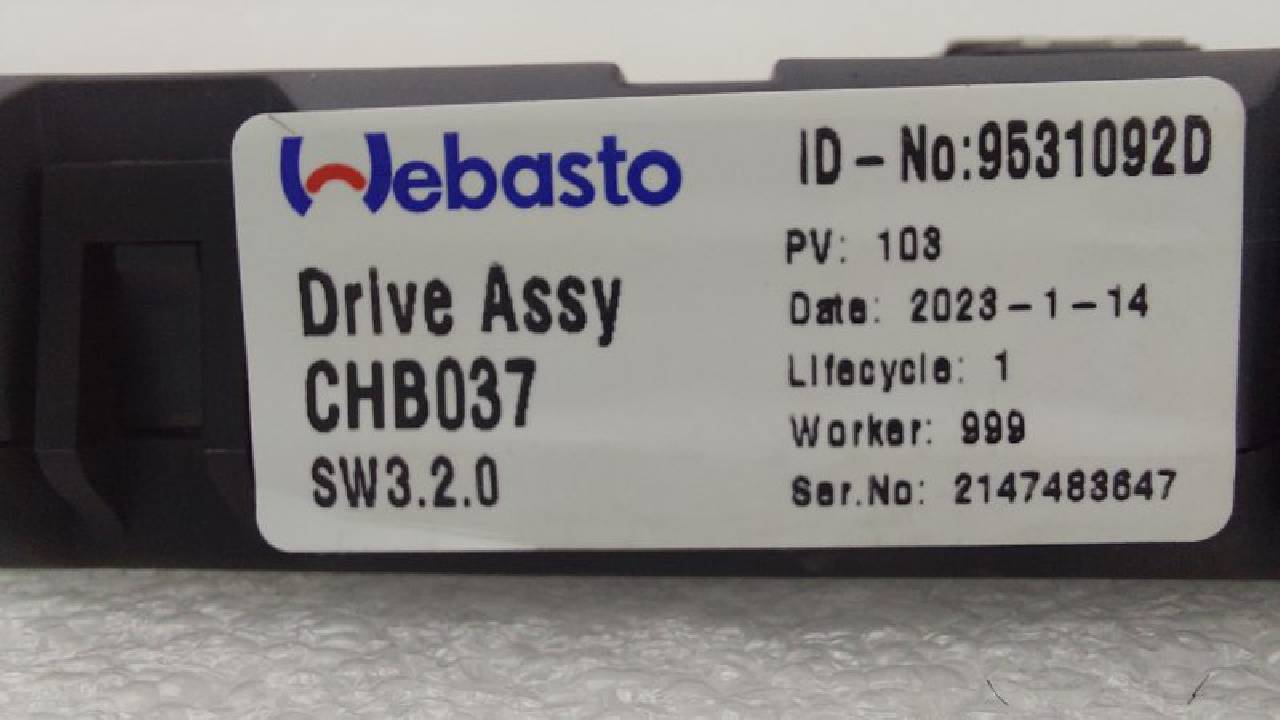 Webasto
Drive Assy
CHB037
SW3.2.0
ID-No:9531092D
PV: 103
Date: 2023-1-14
Lifecycle: 1
Worker: 999
Ser.No: 2147483647